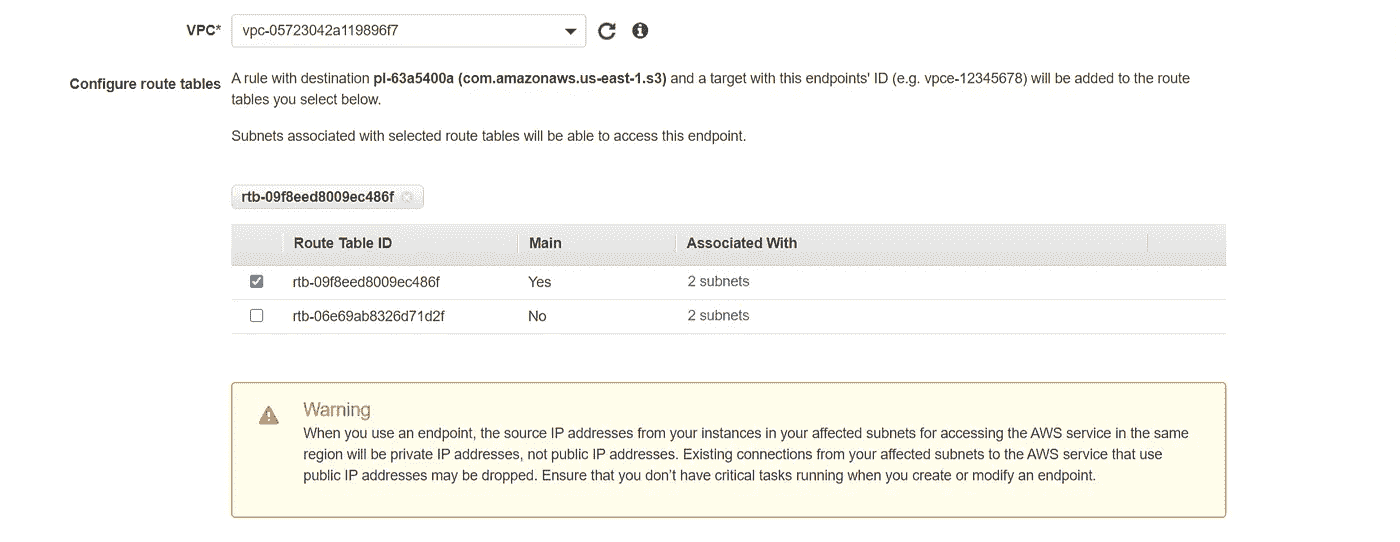 VPC* vpc-05723042a119896f7
Configure route tables A rule with destination pl-63a5400a (com.amazonaws.us-east-1.s3) and a target with this endpoints' ID (e.g. vpce-12345678) will be added to the route
tables you select below.
Subnets associated with selected route tables will be able to access this endpoint.
rtb-09f8eed8009ec486f
Route Table ID Main Associated With
rtb-09f8eed8009ec486f Yes 2 subnets
rtb-06e69ab8326d71d2f No 2 subnets
Warning
When you use an endpoint, the source IP addresses from your instances in your affected subnets for accessing the AWS service in the same
region will be private IP addresses, not public IP addresses. Existing connections from your affected subnets to the AWS service that use
public IP addresses may be dropped. Ensure that you don't have critical tasks running when you create or modify an endpoint.